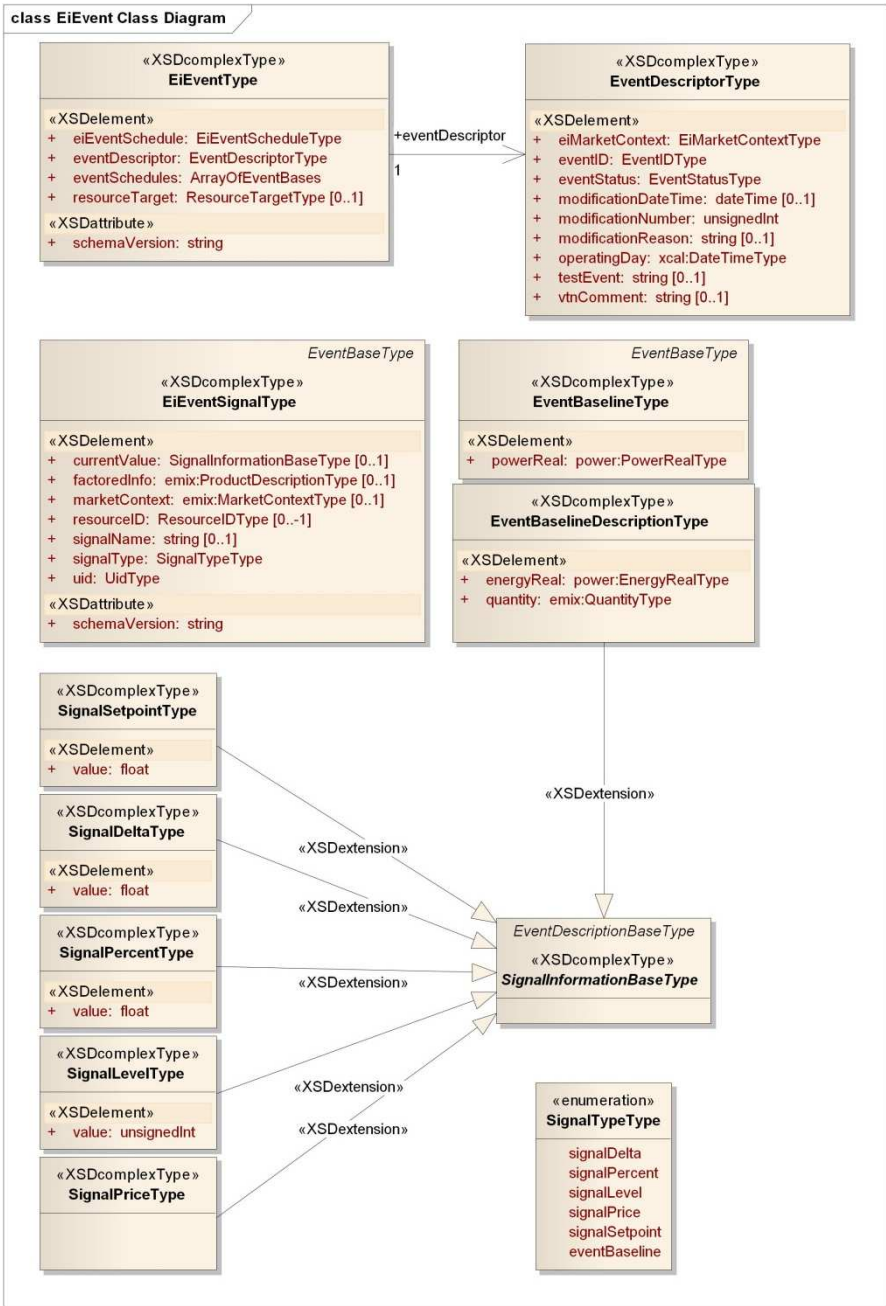 class EiEvent Class Diagram
«XSDcomplexType»
EiEventType
«XSDelement»
+ eiEventSchedule: EiEventScheduleType
+ eventDescriptor: EventDescriptorType
+ eventSchedules: ArrayOfEventBases
+ resourceTarget: ResourceTargetType [0..1]
«XSDattribute»
+ schemaVersion: string
+eventDescriptor
1
«XSDcomplexType»
EventDescriptorType
«XSDelement»
+ eiMarketContext: EiMarketContextType
+ eventID: EventIDType
+ eventStatus: EventStatusType
+ modificationDateTime: dateTime [0..1]
+ modificationNumber: unsignedInt
+ modificationReason: string [0..1]
+ operatingDay: xcal:DateTimeType
+ testEvent: string [0..1]
+ vtnComment: string [0..1]
EventBaseType
«XSDcomplexType»
EiEventSignalType
«XSDelement»
+ currentValue: SignalInformationBaseType [0..1]
+ factoredInfo: emix:ProductDescriptionType [0..1]
+ marketContext: emix:MarketContextType [0..1]
+ resourceID: ResourceIDType [0..-1]
+ signalName: string [0..1]
+ signalType: SignalTypeType
+ uid: UidType
«XSDattribute»
+ schemaVersion: string
EventBaseType
«XSDcomplexType»
EventBaselineType
«XSDelement»
+ powerReal: power:PowerRealType
«XSDcomplexType»
EventBaselineDescriptionType
«XSDelement»
+ energyReal: power:EnergyRealType
+ quantity: emix:QuantityType
«XSDcomplexType»
SignalSetpointType
«XSDelement»
+ value: float
«XSDcomplexType»
SignalDeltaType
«XSDelement»
+ value: float
«XSDcomplexType»
SignalPercentType
«XSDelement»
+ value: float
«XSDcomplexType»
SignalLevelType
«XSDelement»
+ value: unsignedInt
«XSDcomplexType»
SignalPriceType
«XSDextension»
«XSDextension»
«XSDextension»
«XSDextension»
«XSDextension»
«XSDextension»
EventDescriptionBaseType
«XSDcomplexType»
SignalInformationBaseType
«enumeration»
SignalTypeType
signalDelta
signalPercent
signalLevel
signalPrice
signalSetpoint
eventBaseline